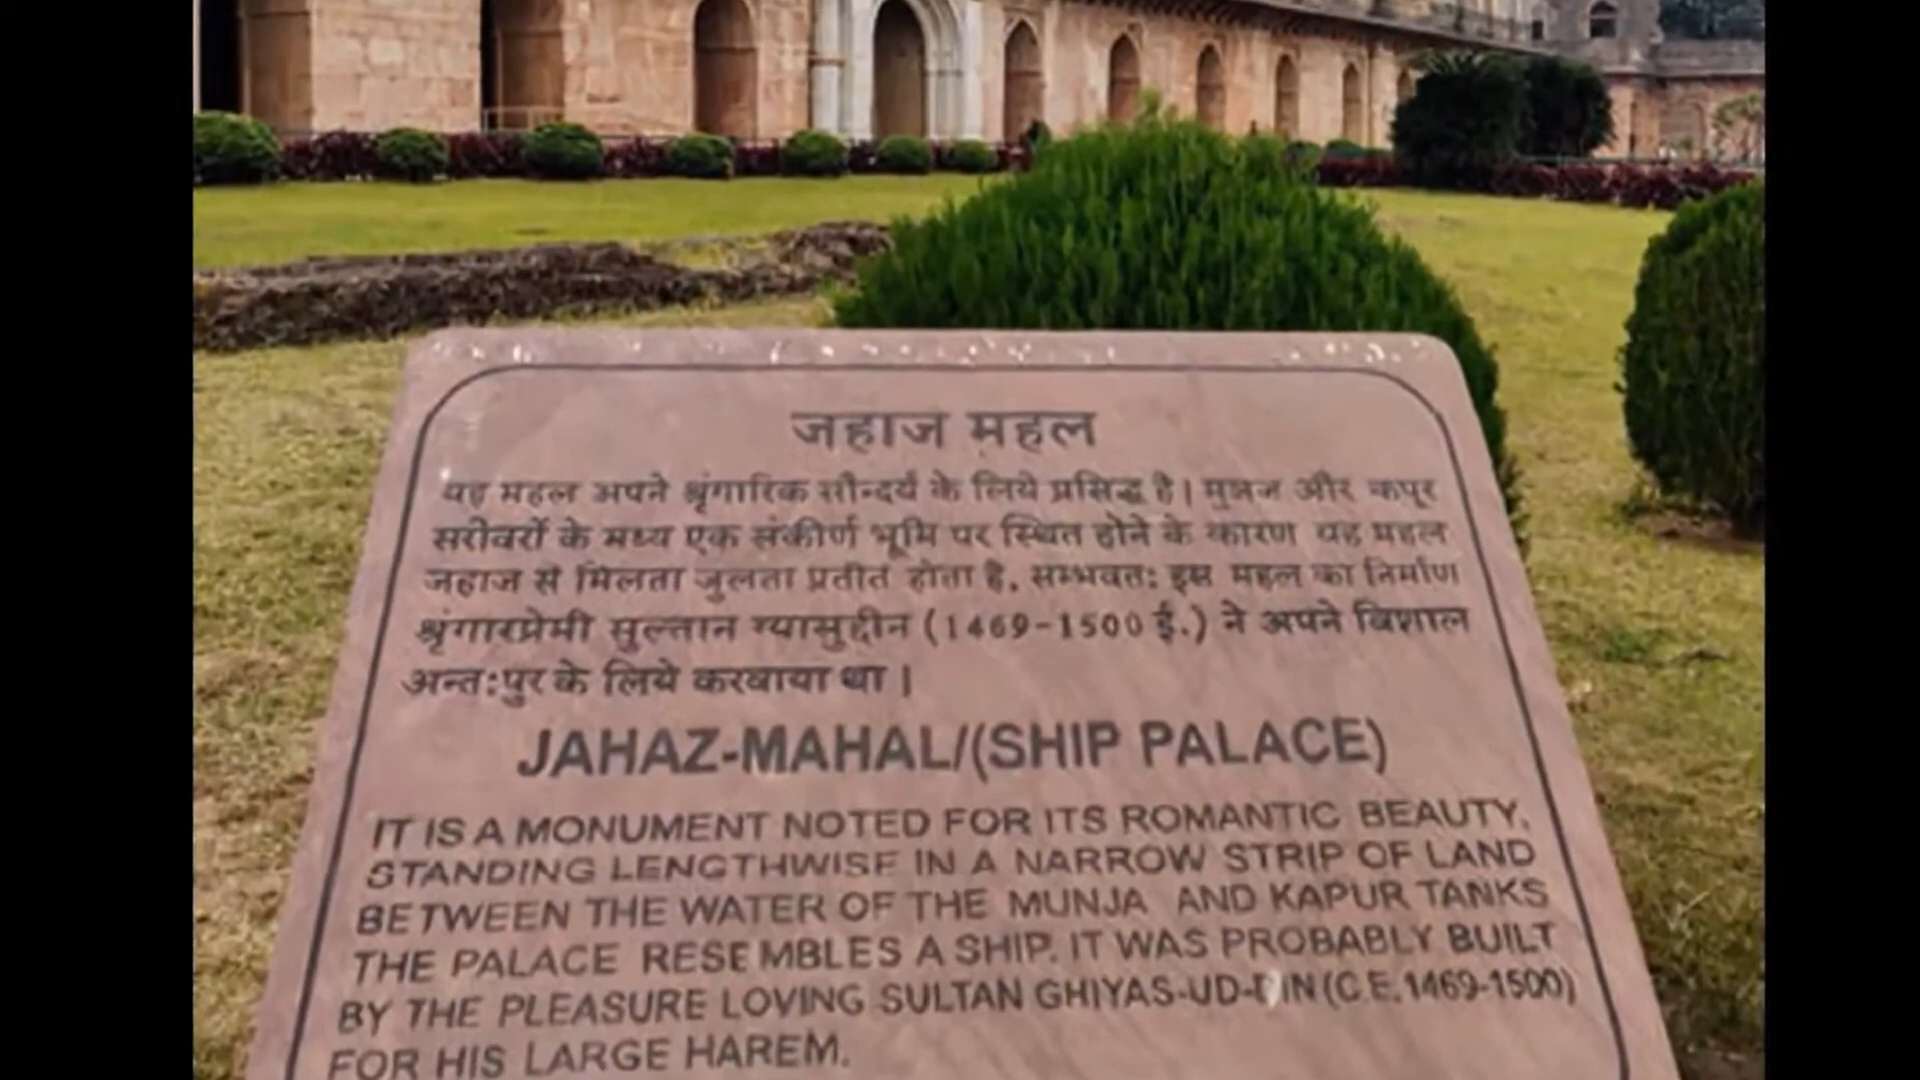 जहाज महल
यह महल अपने श्रृंगारिक सौन्दर्य के लिये प्रसिद्ध है। मुन्नज और कपूर
सरोवरों के मध्य एक संकीर्ण भूमि पर स्थित होने के कारण यह महल
जहाज से मिलता जुलता प्रतीत होता है, सम्भवतः इस महल का निर्माण
श्रृंगारप्रेमी सुल्तान ग्यासुद्दीन (1469-1500 ई.) ने अपने विशाल
अन्तःपुर के लिये करवाया था।
JAHAZ-MAHAL/(SHIP PALACE)
IT IS A MONUMENT NOTED FOR ITS ROMANTIC BEAUTY.
STANDING LENGTHWISE IN A NARROW STRIP OF LAND
BETWEEN THE WATER OF THE MUNJA AND KAPUR TANKS
THE PALACE RESEMBLES A SHIP. IT WAS PROBABLY BUILT
BY THE PLEASURE LOVING SULTAN GHIYAS-UD-DIN (C.E. 1469-1500)
FOR HIS LARGE HAREM.